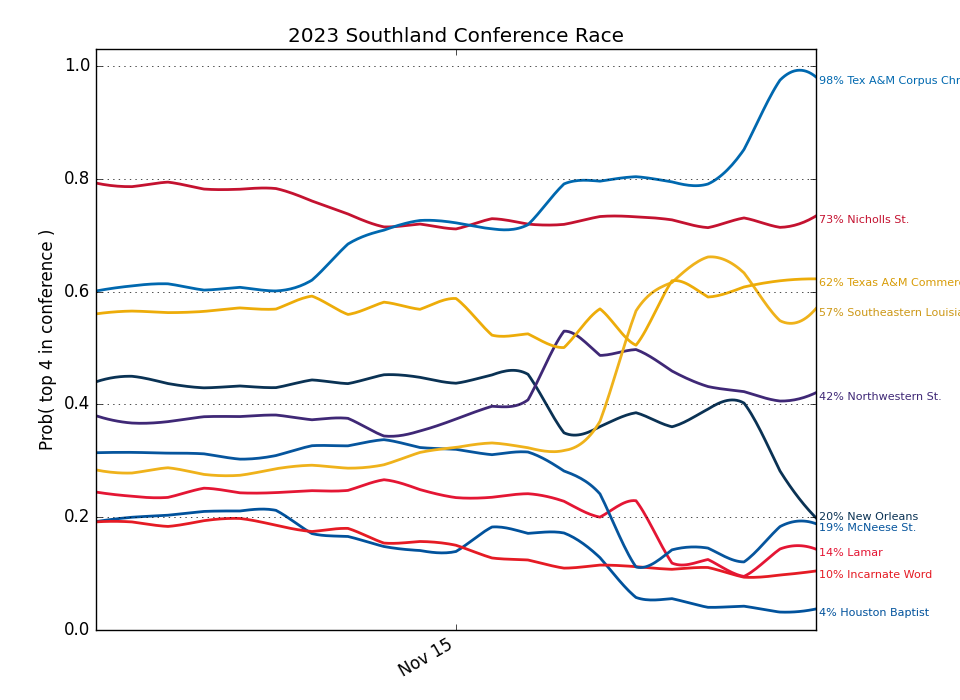 2023 Southland Conference Race
Prob( top 4 in conference )
1.0
0.8
0.6
0.4
0.2
0.0
Nov 15
98% Tex A&M Corpus Chr
73% Nicholls St.
62% Texas A&M Commer
57% Southeastern Louisia
42% Northwestern St.
20% New Orleans
19% McNeese St.
14% Lamar
10% Incarnate Word
4% Houston Baptist